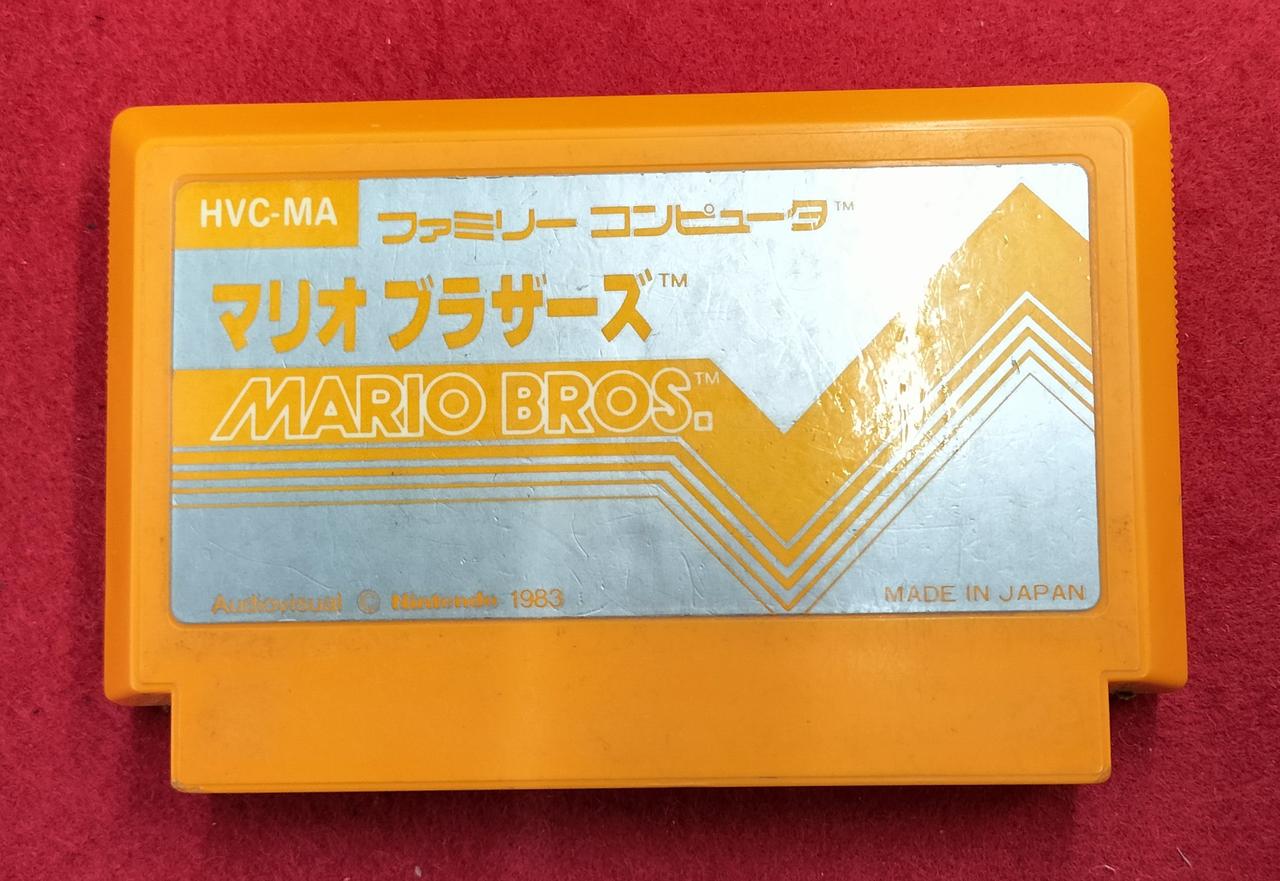 HVC-MA
ファミリー コンピュータ™
マリオ ブラザーズ™
MARIO BROS.™
Audiovisual © Nintendo 1983
MADE IN JAPAN